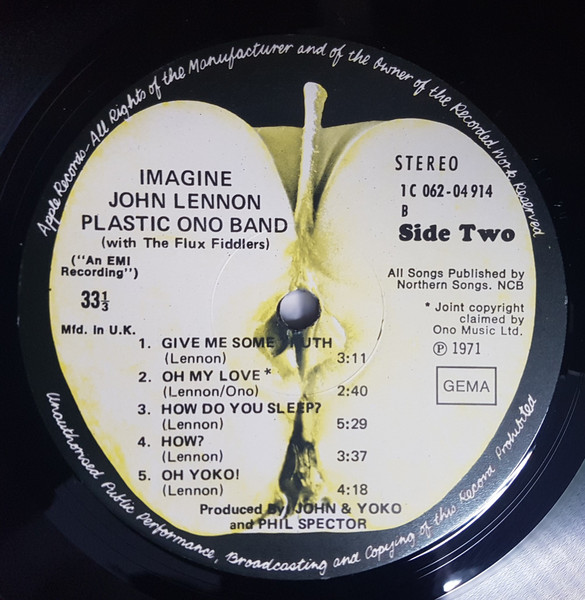 Apple Records-All Rights of the Manufacturer and of the Owner of the Recorded Work Reserved
IMAGINE
JOHN LENNON
PLASTIC ONO BAND
(with The Flux Fiddlers)
("An EMI
Recording")
33⅓
Mfd. in U.K.
STEREO
1C 062-04 914
B
Side Two
All Songs Published by
Northern Songs. NCB
* Joint copyright
claimed by
Ono Music Ltd.
℗ 1971
GEMA
1. GIVE ME SOME TRUTH
(Lennon) 3:11
2. OH MY LOVE *
(Lennon/Ono) 2:40
3. HOW DO YOU SLEEP?
(Lennon) 5:29
4. HOW?
(Lennon) 3:37
5. OH YOKO!
(Lennon) 4:18
Produced By JOHN & YOKO
and PHIL SPECTOR
Unauthorised Public Performance, Broadcasting and Copying of this Record Prohibited